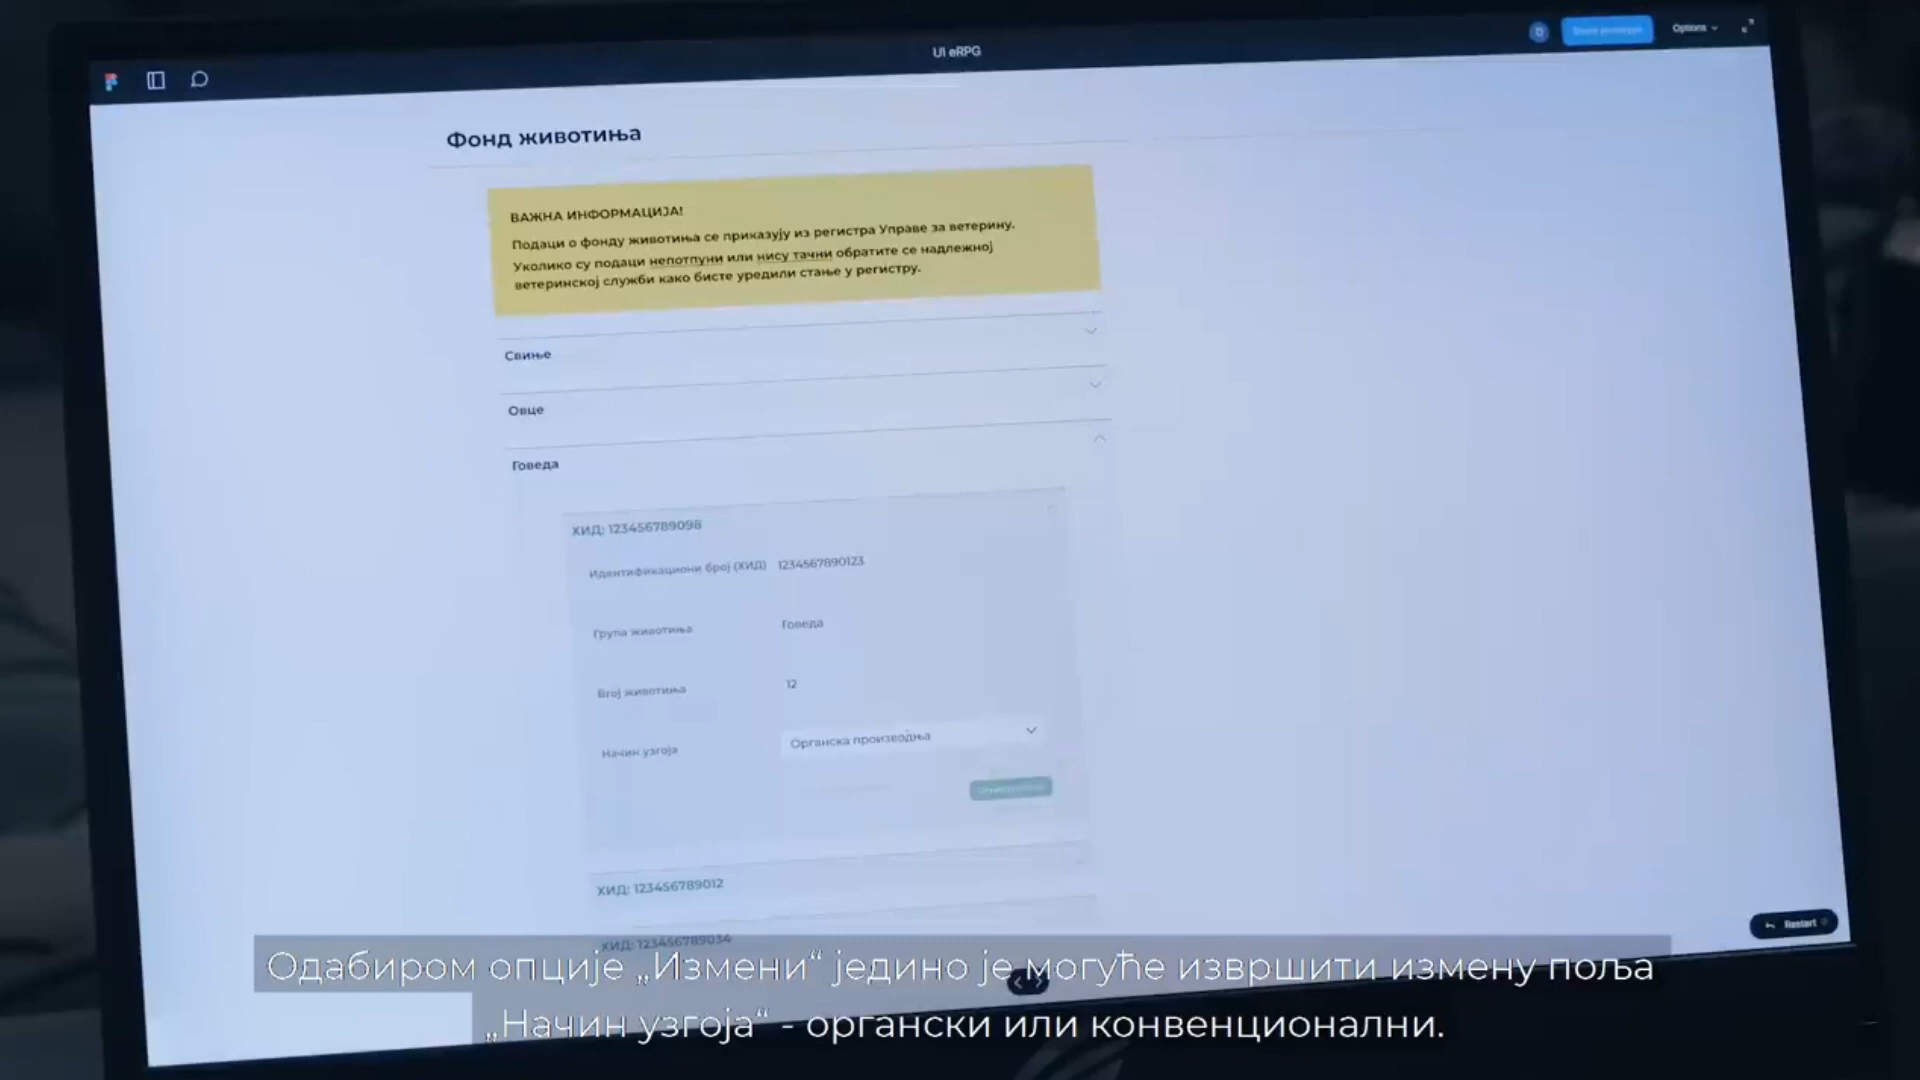 UI eRPG
Options
Фонд животиња
ВАЖНА ИНФОРМАЦИЈА!
Подаци о фонду животиња се приказују из регистра Управе за ветерину.
Уколико су подаци непотпуни или нису тачни обратите се надлежној
ветеринској служби како бисте уредили стање у регистру.
Свиње
Овце
Говеда
ХИД: 123456789098
Идентификациони број (ХИД) 1234567890123
Група животиња Говеда
Број животиња 12
Начин узгоја Органска производња
ХИД: 123456789012
ХИД: 123456789034
Restart
Одабиром опције „Измени“ једино је могуће извршити измену поља
„Начин узгоја“ - органски или конвенционални.